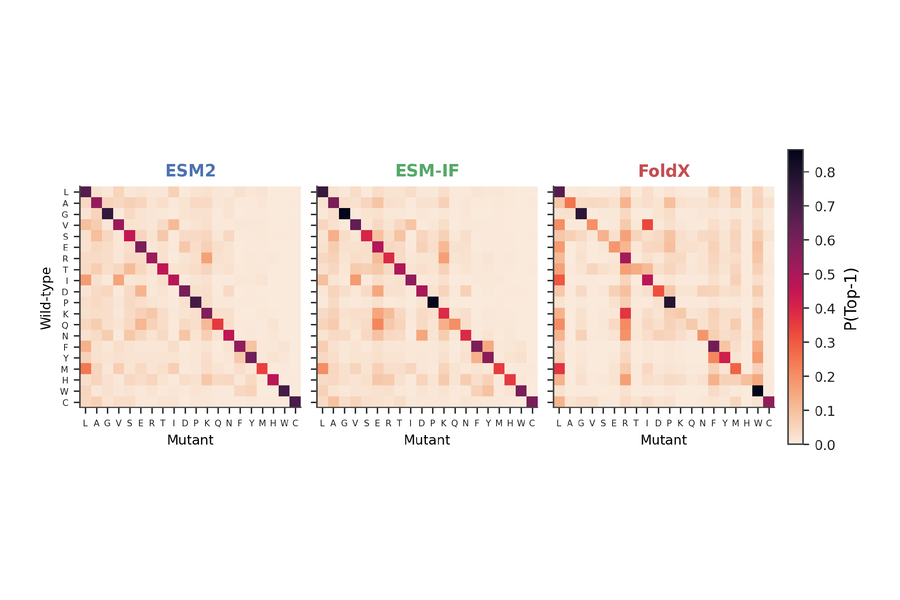 ESM2 ESM-IF FoldX
0.8
0.7
0.6
0.5
0.4
0.3
0.2
0.1
0.0
P(Top-1)
Wild-type
L
A
G
V
S
E
R
T
I
D
P
K
Q
N
F
Y
M
H
W
C
L A G V S E R T I D P K Q N F Y M H W C
L A G V S E R T I D P K Q N F Y M H W C
L A G V S E R T I D P K Q N F Y M H W C
Mutant Mutant Mutant